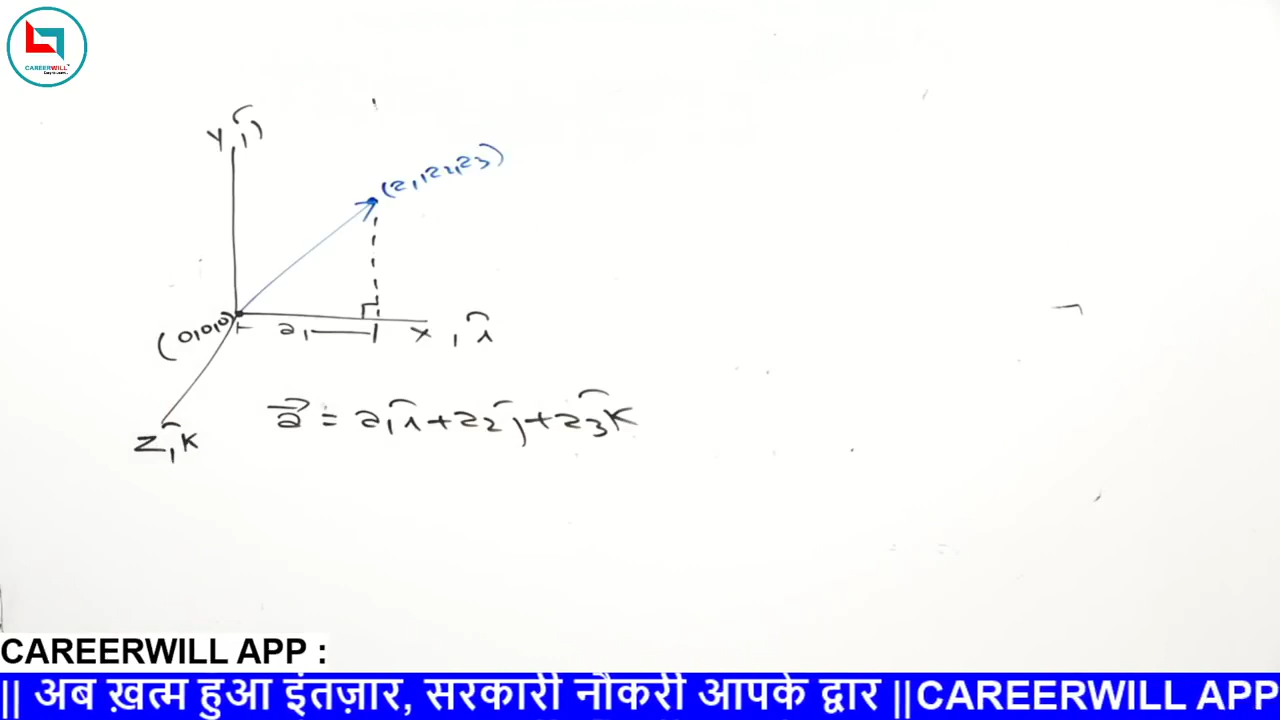 CAREERWILL
y, ĵ
(a₁, a₂, a₃)
(0,0,0)
a₁
x, î
z, k̂
a⃗ = a₁î + a₂ĵ + a₃k̂
CAREERWILL APP :
|| अब ख़त्म हुआ इंतज़ार, सरकारी नौकरी आपके द्वार ||CAREERWILL APP